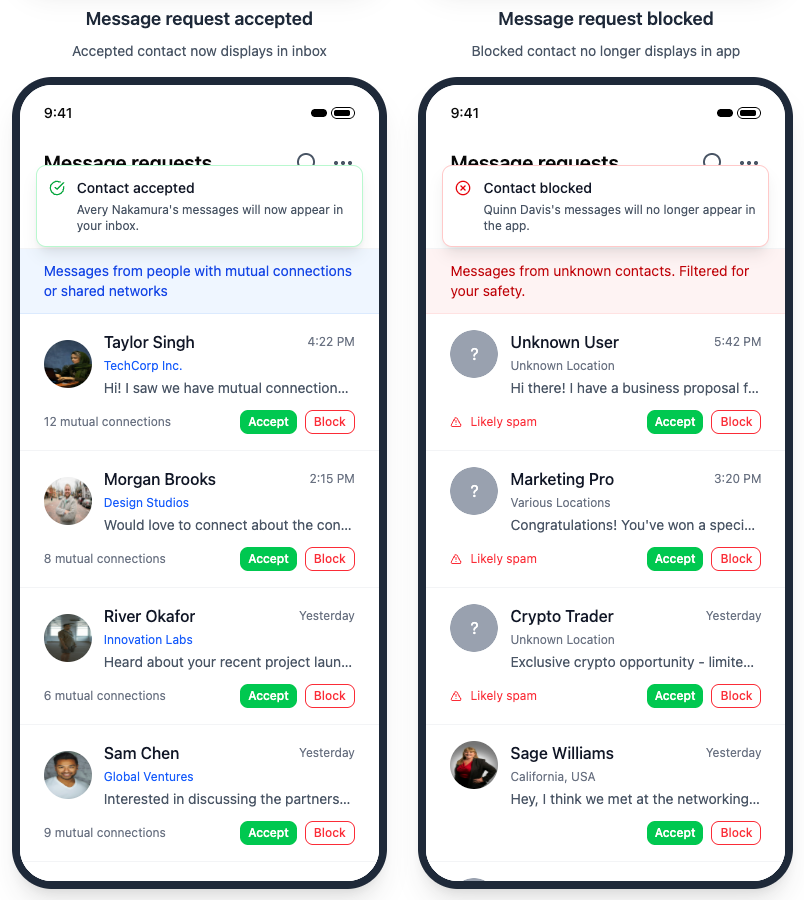 Message request accepted
Accepted contact now displays in inbox
9:41
Message requests
Contact accepted
Avery Nakamura's messages will now appear in
your inbox.
Messages from people with mutual connections
or shared networks
Taylor Singh
4:22 PM
TechCorp Inc.
Hi! I saw we have mutual connection...
12 mutual connections
Accept
Block
Morgan Brooks
2:15 PM
Design Studios
Would love to connect about the con...
8 mutual connections
Accept
Block
River Okafor
Yesterday
Innovation Labs
Heard about your recent project laun...
6 mutual connections
Accept
Block
Sam Chen
Yesterday
Global Ventures
Interested in discussing the partners...
9 mutual connections
Accept
Block
Message request blocked
Blocked contact no longer displays in app
9:41
Message requests
Contact blocked
Quinn Davis's messages will no longer appear in
the app.
Messages from unknown contacts. Filtered for
your safety.
?
Unknown User
5:42 PM
Unknown Location
Hi there! I have a business proposal f...
Likely spam
Accept
Block
?
Marketing Pro
3:20 PM
Various Locations
Congratulations! You've won a speci...
Likely spam
Accept
Block
?
Crypto Trader
Yesterday
Unknown Location
Exclusive crypto opportunity - limite...
Likely spam
Accept
Block
Sage Williams
Yesterday
California, USA
Hey, I think we met at the networking...
Accept
Block